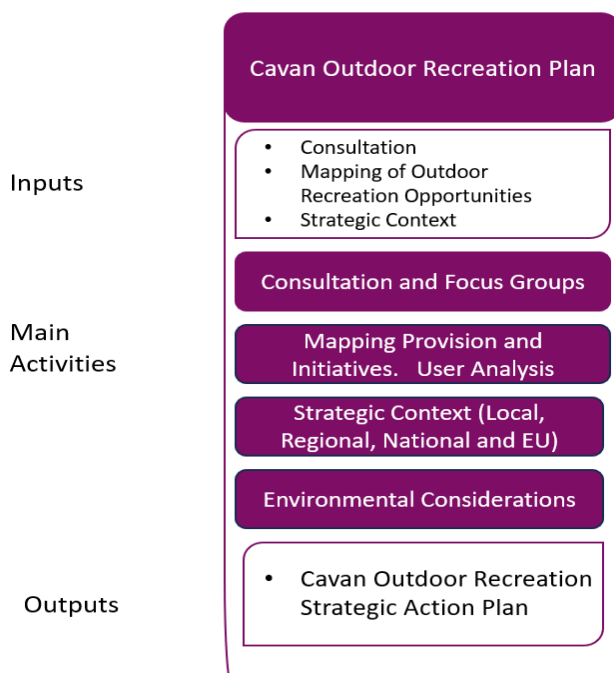 Cavan Outdoor Recreation Plan
Inputs
• Consultation
• Mapping of Outdoor
Recreation Opportunities
• Strategic Context
Consultation and Focus Groups
Main
Activities
Mapping Provision and
Initiatives. User Analysis
Strategic Context (Local,
Regional, National and EU)
Environmental Considerations
Outputs
• Cavan Outdoor Recreation
Strategic Action Plan